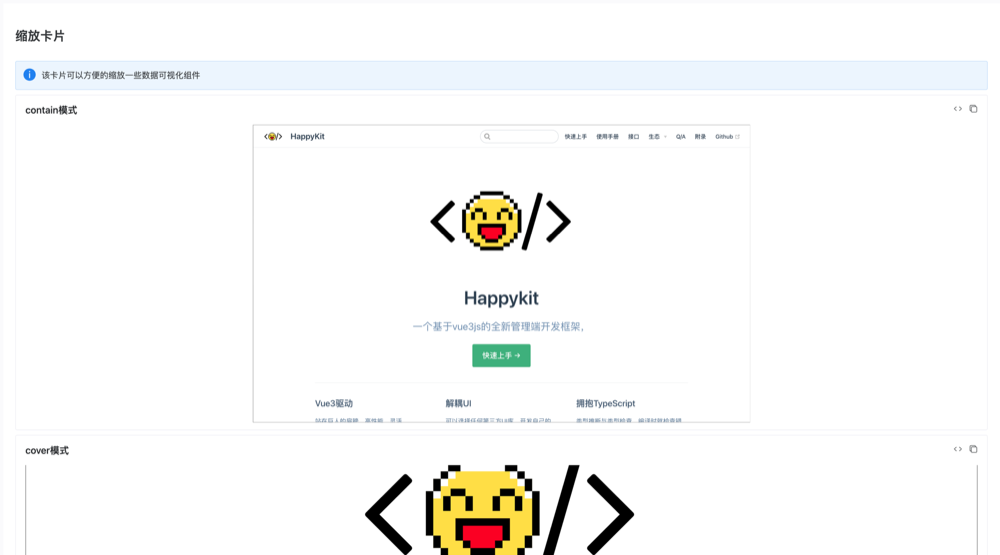 缩放卡片
该卡片可以方便的缩放一些数据可视化组件
contain模式
HappyKit
快速上手 使用手册 接口 生态 Q/A 附录 Github
Happykit
一个基于vue3js的全新管理端开发框架,
快速上手 →
Vue3驱动 解耦UI 拥抱TypeScript
cover模式